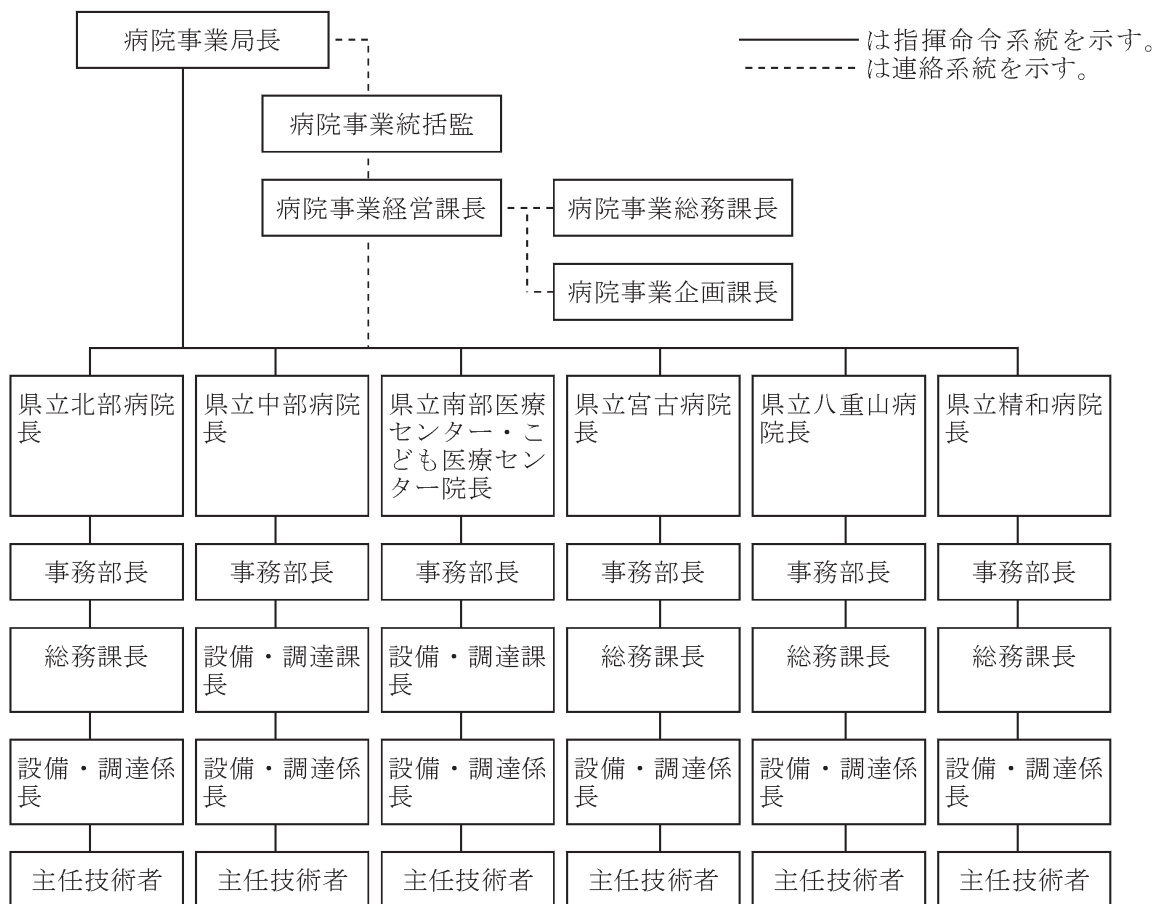 病院事業局長
―――は指揮命令系統を示す。
-------は連絡系統を示す。
病院事業統括監
病院事業経営課長
病院事業総務課長
病院事業企画課長
県立北部病院
長
県立中部病院
長
県立南部医療
センター・こ
ども医療セン
ター院長
県立宮古病院
長
県立八重山病
院長
県立精和病院
長
事務部長
事務部長
事務部長
事務部長
事務部長
事務部長
総務課長
設備・調達課
長
設備・調達課
長
総務課長
総務課長
総務課長
設備・調達係
長
設備・調達係
長
設備・調達係
長
設備・調達係
長
設備・調達係
長
設備・調達係
長
主任技術者
主任技術者
主任技術者
主任技術者
主任技術者
主任技術者